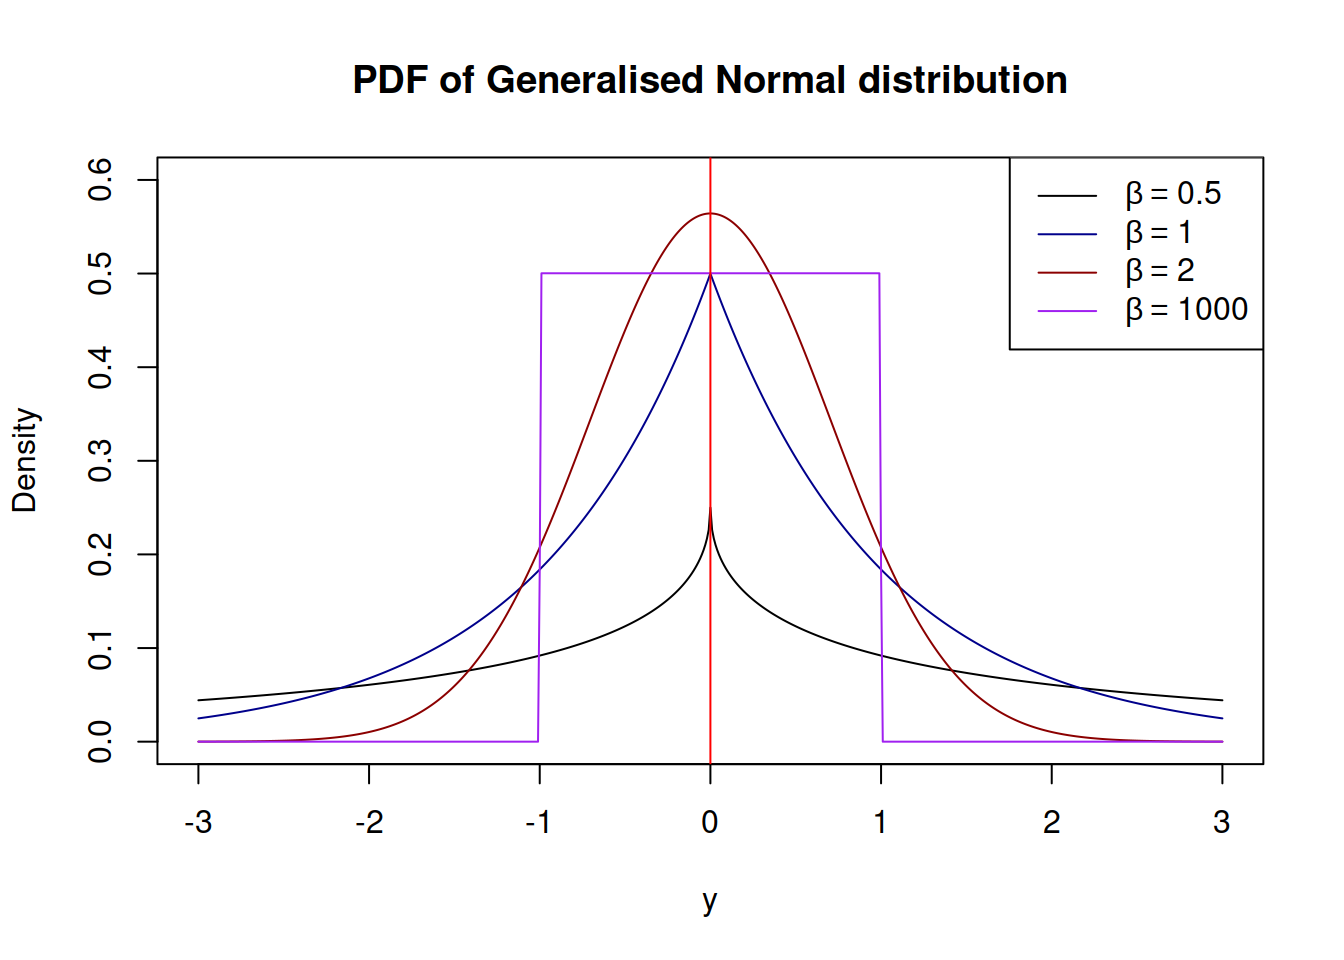 PDF of Generalised Normal distribution
β = 0.5
β = 1
β = 2
β = 1000
0.6
0.5
0.4
0.3
0.2
0.1
0.0
Density
-3 -2 -1 0 1 2 3
y